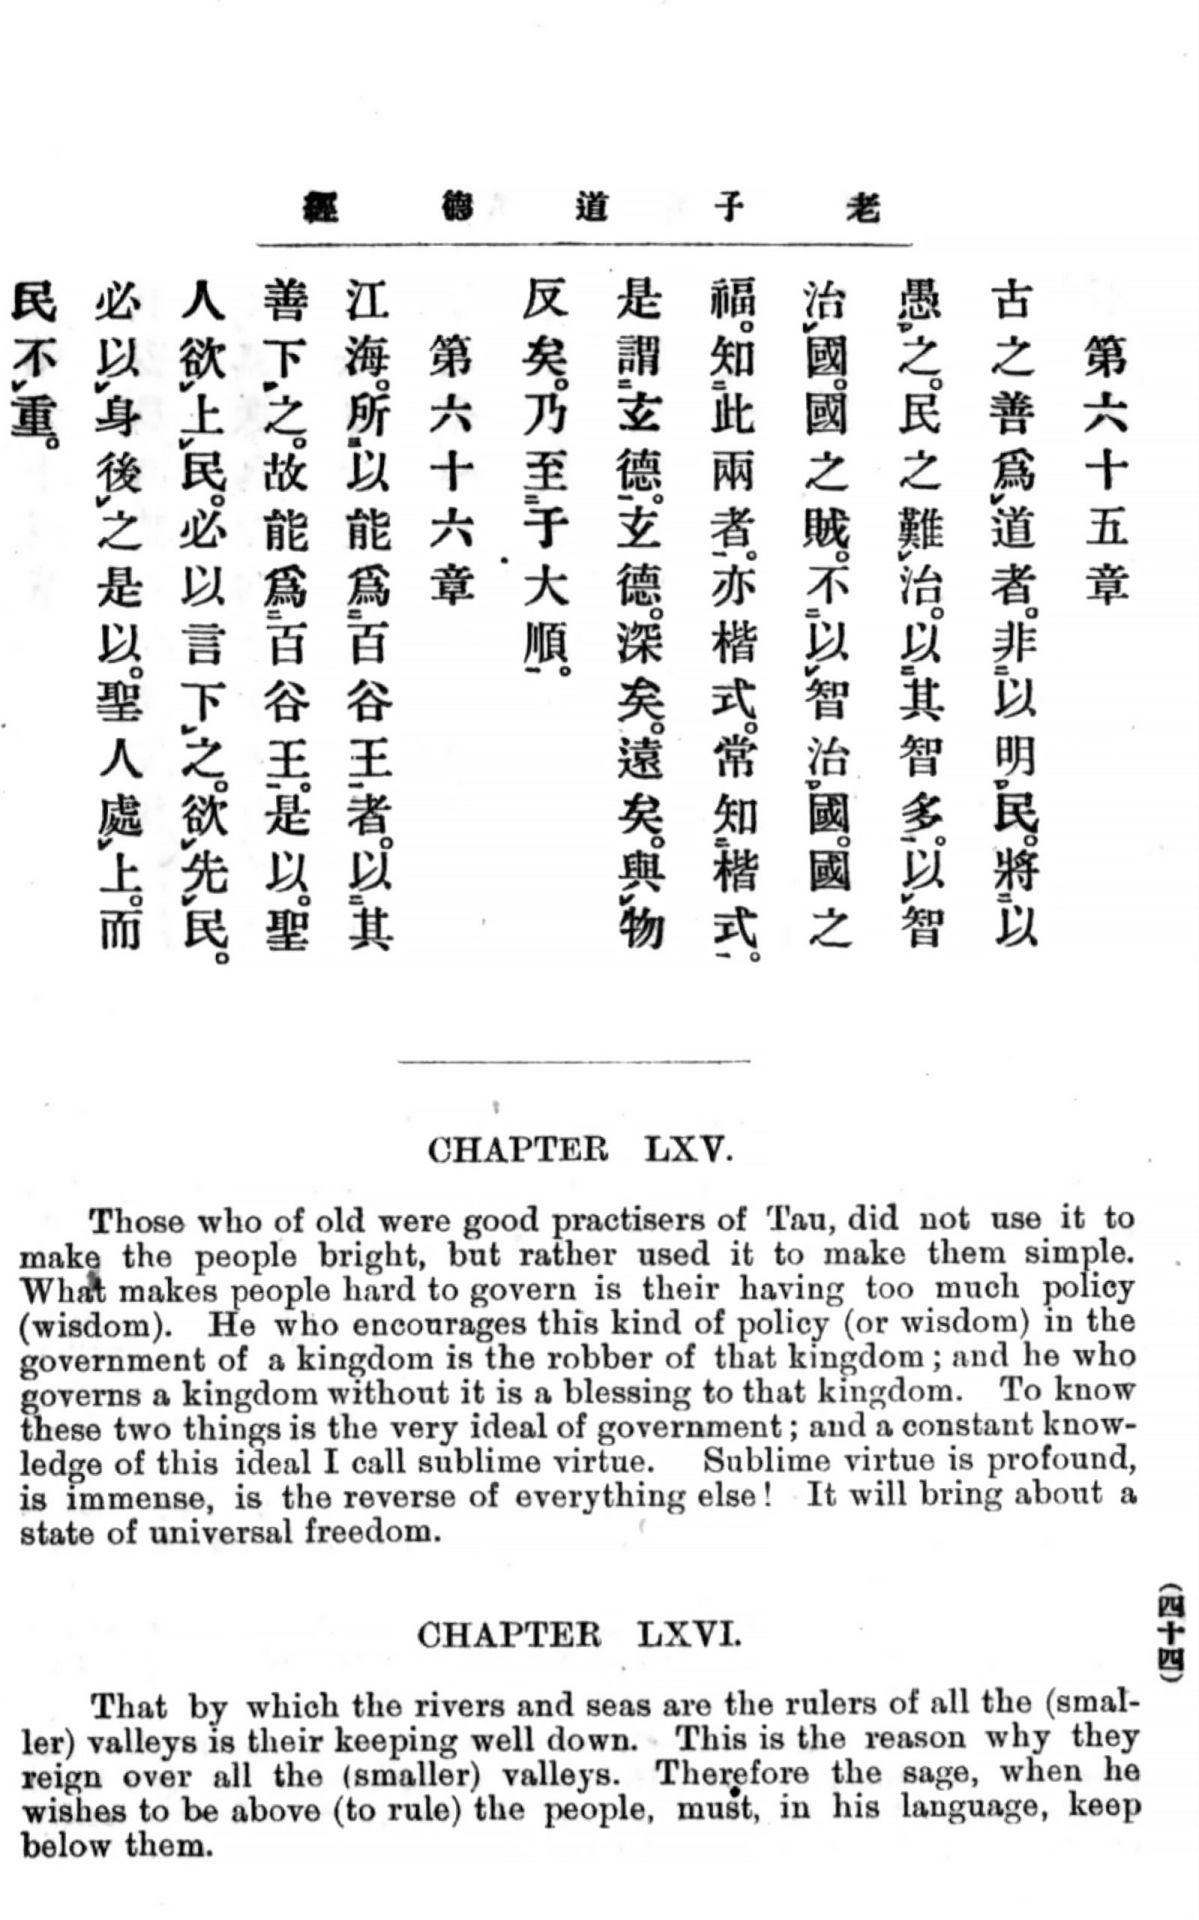 老子道德經
第六十五章
古之善爲道者。非以明民。將以
愚之。民之難治。以其智多。以智
治國。國之賊。不以智治國。國之
福。知此兩者。亦楷式。常知楷式。
是謂玄德。玄德。深矣。遠矣。與物
反矣。乃至于大順。
第六十六章
江海。所以能爲百谷王者。以其
善下之。故能爲百谷王。是以。聖
人欲上民。必以言下之。欲先民。
必以身後之是以。聖人處上。而
民不重。
CHAPTER LXV.
Those who of old were good practisers of Tau, did not use it to
make the people bright, but rather used it to make them simple.
What makes people hard to govern is their having too much policy
(wisdom). He who encourages this kind of policy (or wisdom) in the
government of a kingdom is the robber of that kingdom; and he who
governs a kingdom without it is a blessing to that kingdom. To know
these two things is the very ideal of government; and a constant know-
ledge of this ideal I call sublime virtue. Sublime virtue is profound,
is immense, is the reverse of everything else! It will bring about a
state of universal freedom.
CHAPTER LXVI.
That by which the rivers and seas are the rulers of all the (smal-
ler) valleys is their keeping well down. This is the reason why they
reign over all the (smaller) valleys. Therefore the sage, when he
wishes to be above (to rule) the people, must, in his language, keep
below them.
(四十四)